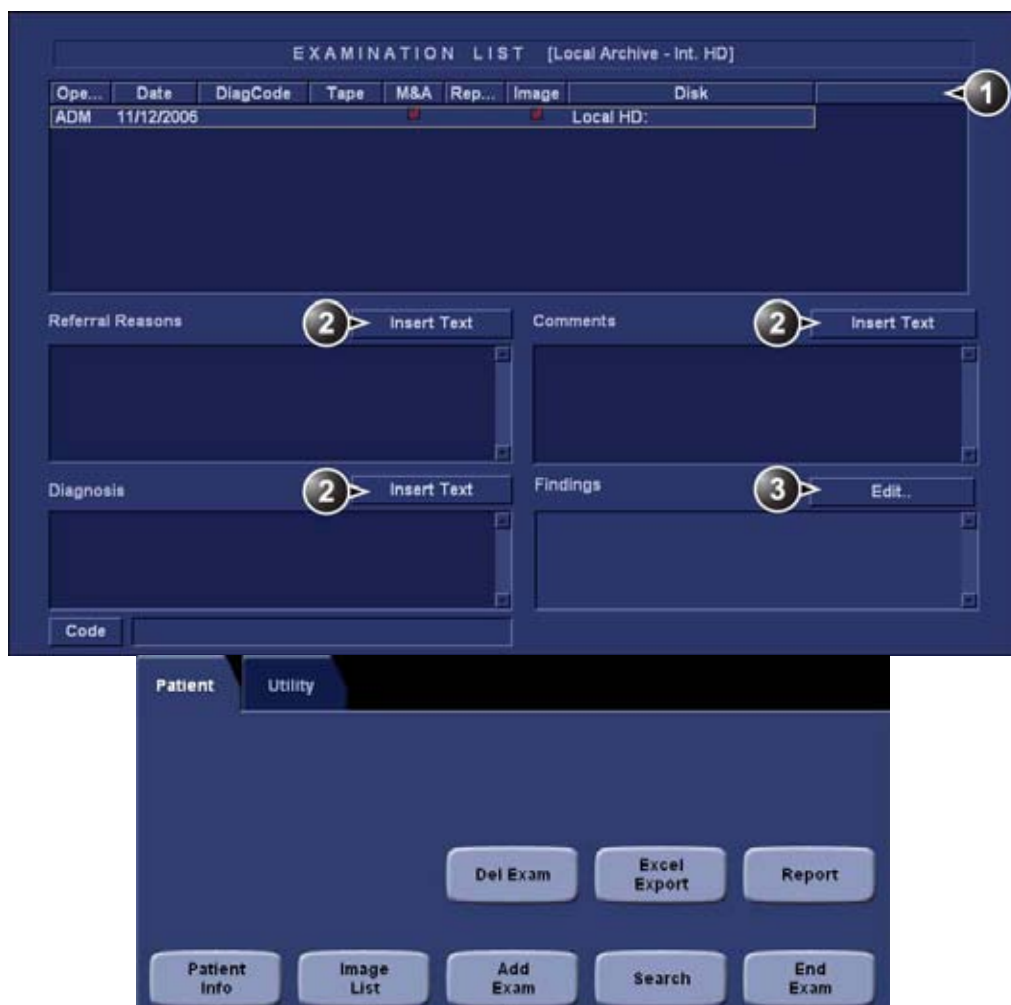 EXAMINATION LIST [Local Archive - Int. HD]
Ope... Date DiagCode Tape M&A Rep... Image Disk
1
ADM 11/12/2006 Local HD:
Referral Reasons 2 Insert Text Comments 2 Insert Text
Diagnosis 2 Insert Text Findings 3 Edit..
Code
Patient Utility
Del Exam Excel Export Report
Patient Info Image List Add Exam Search End Exam